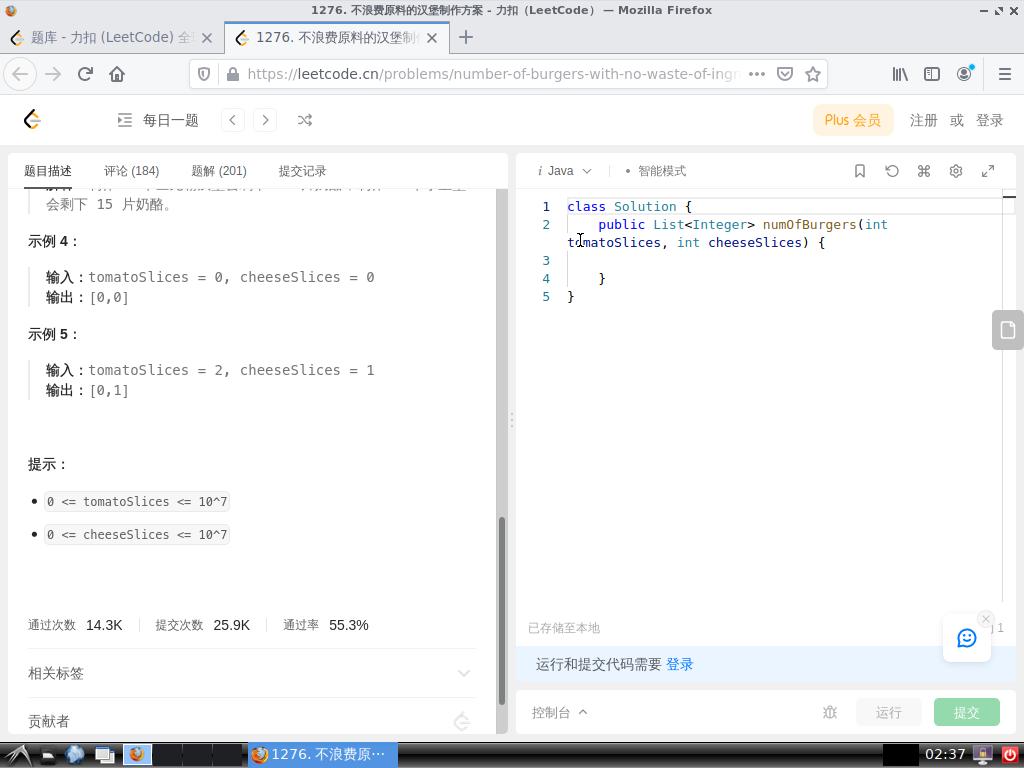 1276. 不浪费原料的汉堡制作方案 - 力扣（LeetCode） — Mozilla Firefox
题库 - 力扣 (LeetCode) 全
1276. 不浪费原料的汉堡制
https://leetcode.cn/problems/number-of-burgers-with-no-waste-of-ingr
每日一题
Plus 会员
注册 或 登录
题目描述
评论 (184)
题解 (201)
提交记录
会剩下 15 片奶酪。
示例 4：
输入：tomatoSlices = 0, cheeseSlices = 0
输出：[0,0]
示例 5：
输入：tomatoSlices = 2, cheeseSlices = 1
输出：[0,1]
提示：
0 <= tomatoSlices <= 10^7
0 <= cheeseSlices <= 10^7
通过次数 14.3K 提交次数 25.9K 通过率 55.3%
相关标签
贡献者
i Java
智能模式
1 class Solution {
2 public List<Integer> numOfBurgers(int
tomatoSlices, int cheeseSlices) {
3
4 }
5 }
已存储至本地
1
运行和提交代码需要 登录
控制台
运行
提交
1276. 不浪费原…
02:37